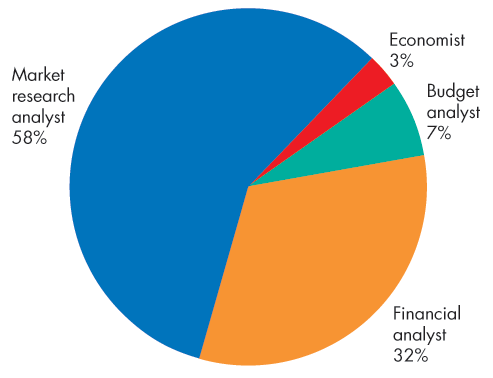 Economist
3%
Market
research
analyst
58%
Budget
analyst
7%
Financial
analyst
32%